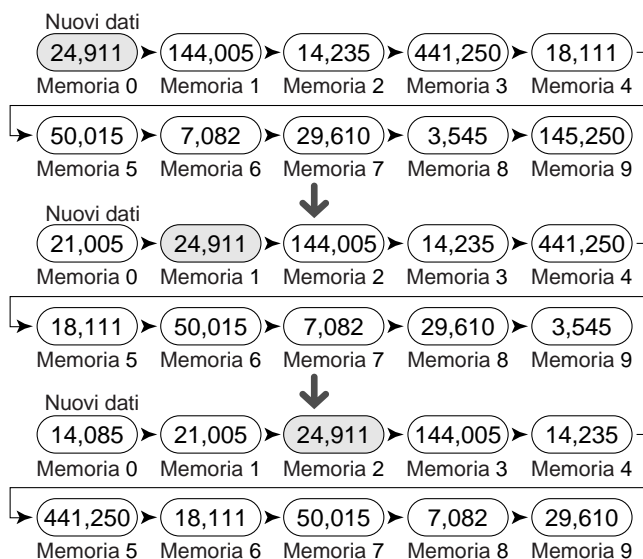 Nuovi dati
24,911 144,005 14,235 441,250 18,111
Memoria 0 Memoria 1 Memoria 2 Memoria 3 Memoria 4
50,015 7,082 29,610 3,545 145,250
Memoria 5 Memoria 6 Memoria 7 Memoria 8 Memoria 9
Nuovi dati
21,005 24,911 144,005 14,235 441,250
Memoria 0 Memoria 1 Memoria 2 Memoria 3 Memoria 4
18,111 50,015 7,082 29,610 3,545
Memoria 5 Memoria 6 Memoria 7 Memoria 8 Memoria 9
Nuovi dati
14,085 21,005 24,911 144,005 14,235
Memoria 0 Memoria 1 Memoria 2 Memoria 3 Memoria 4
441,250 18,111 50,015 7,082 29,610
Memoria 5 Memoria 6 Memoria 7 Memoria 8 Memoria 9